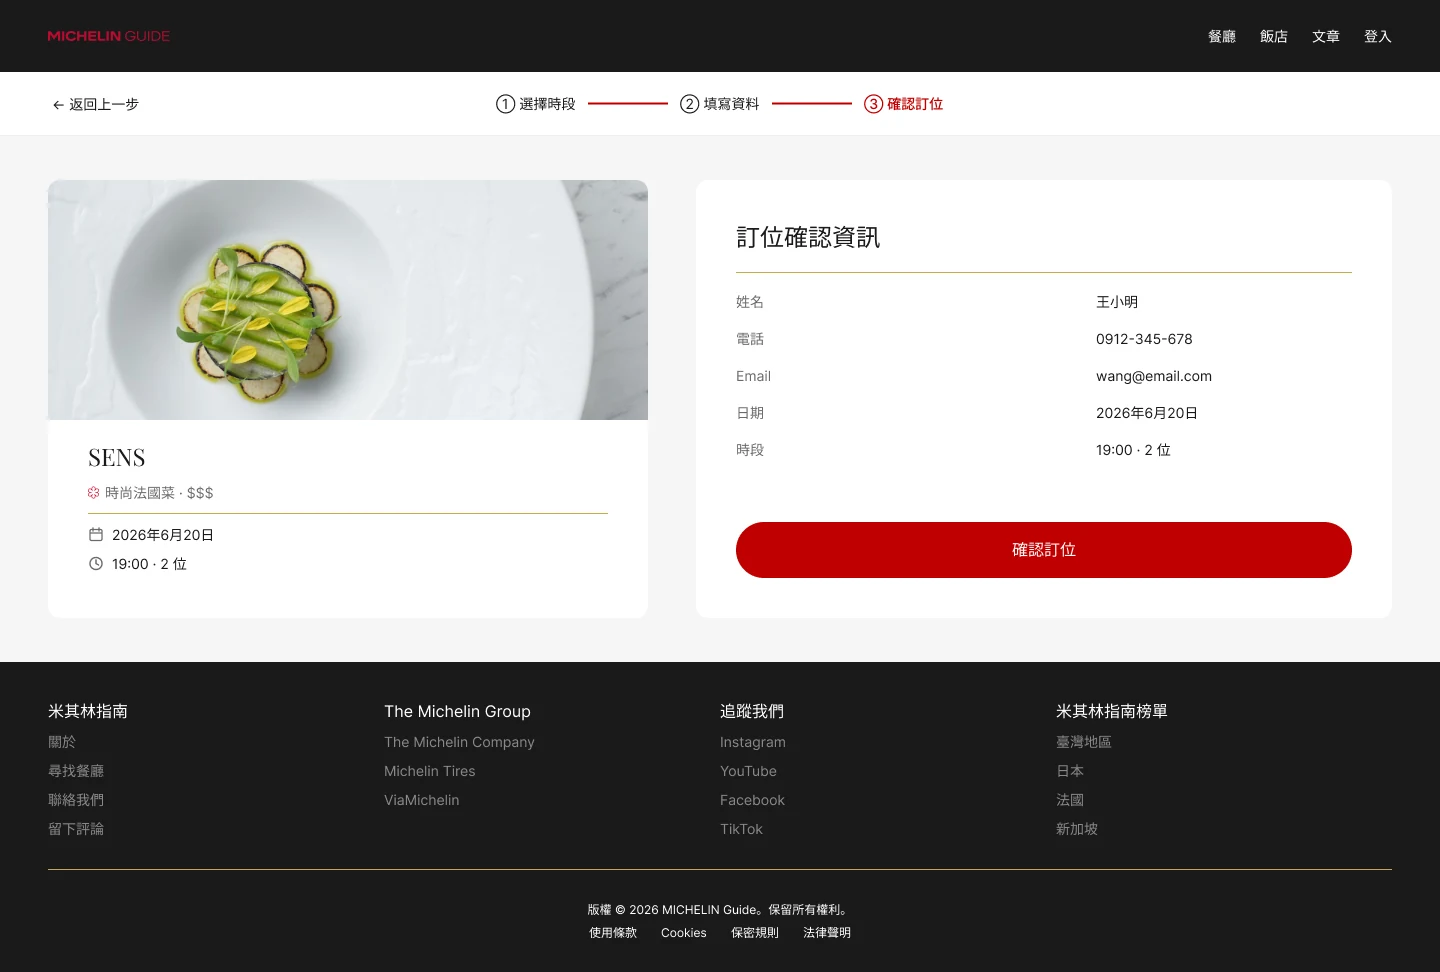 MICHELIN GUIDE
餐廳 飯店 文章 登入
← 返回上一步
① 選擇時段 ② 填寫資料 ③ 確認訂位
SENS
時尚法國菜 · $$$
2026年6月20日
19:00 · 2 位
訂位確認資訊
姓名 王小明
電話 0912-345-678
Email wang@email.com
日期 2026年6月20日
時段 19:00 · 2 位
確認訂位
米其林指南
關於
尋找餐廳
聯絡我們
留下評論
The Michelin Group
The Michelin Company
Michelin Tires
ViaMichelin
追蹤我們
Instagram
YouTube
Facebook
TikTok
米其林指南榜單
臺灣地區
日本
法國
新加坡
版權 © 2026 MICHELIN Guide。保留所有權利。
使用條款 Cookies 保密規則 法律聲明